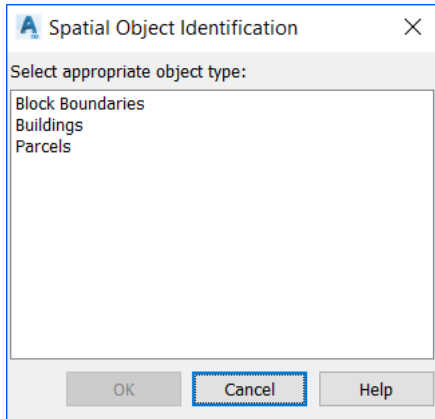 Spatial Object Identification
Select appropriate object type:
Block Boundaries
Buildings
Parcels
OK Cancel Help